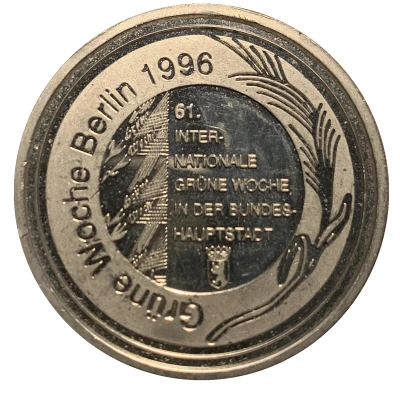 Grüne Woche Berlin 1996
61.
INTER-
NATIONALE
GRÜNE WOCHE
IN DER BUNDES-
HAUPTSTADT